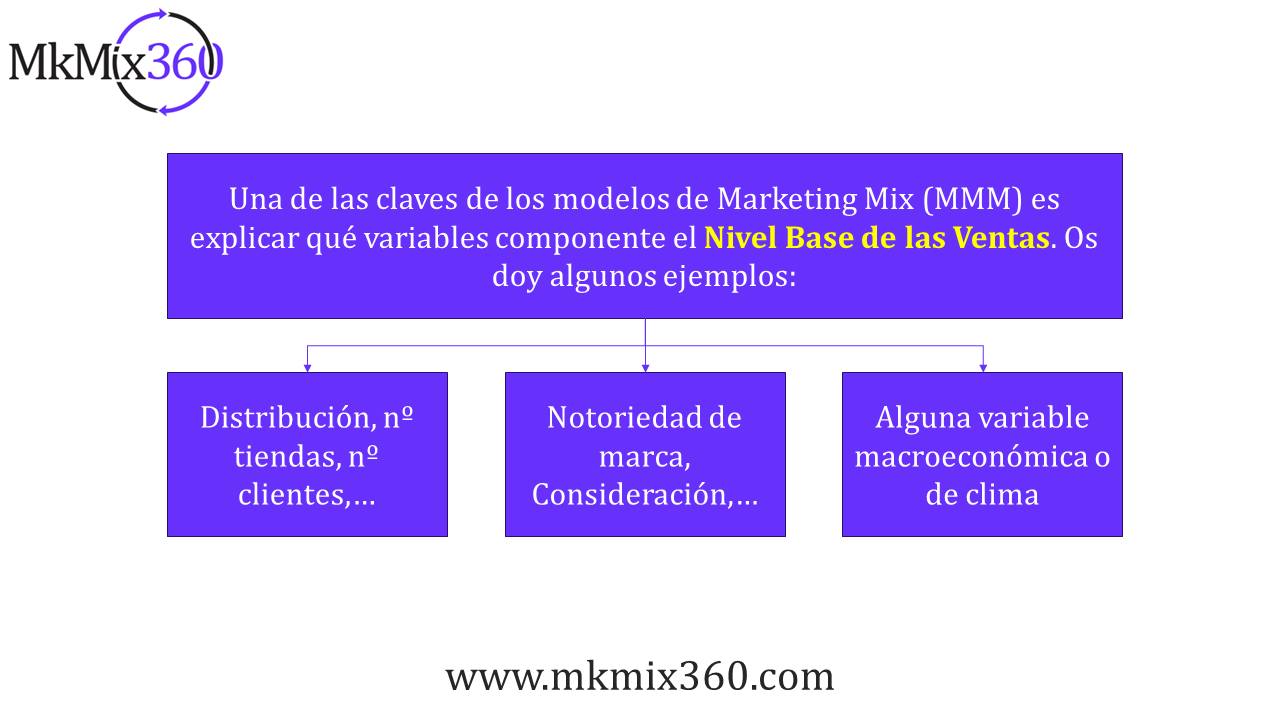 MkMix360
Una de las claves de los modelos de Marketing Mix (MMM) es
explicar qué variables componente el Nivel Base de las Ventas. Os
doy algunos ejemplos:
Distribución, nº
tiendas, nº
clientes,…
Notoriedad de
marca,
Consideración,…
Alguna variable
macroeconómica o
de clima
www.mkmix360.com